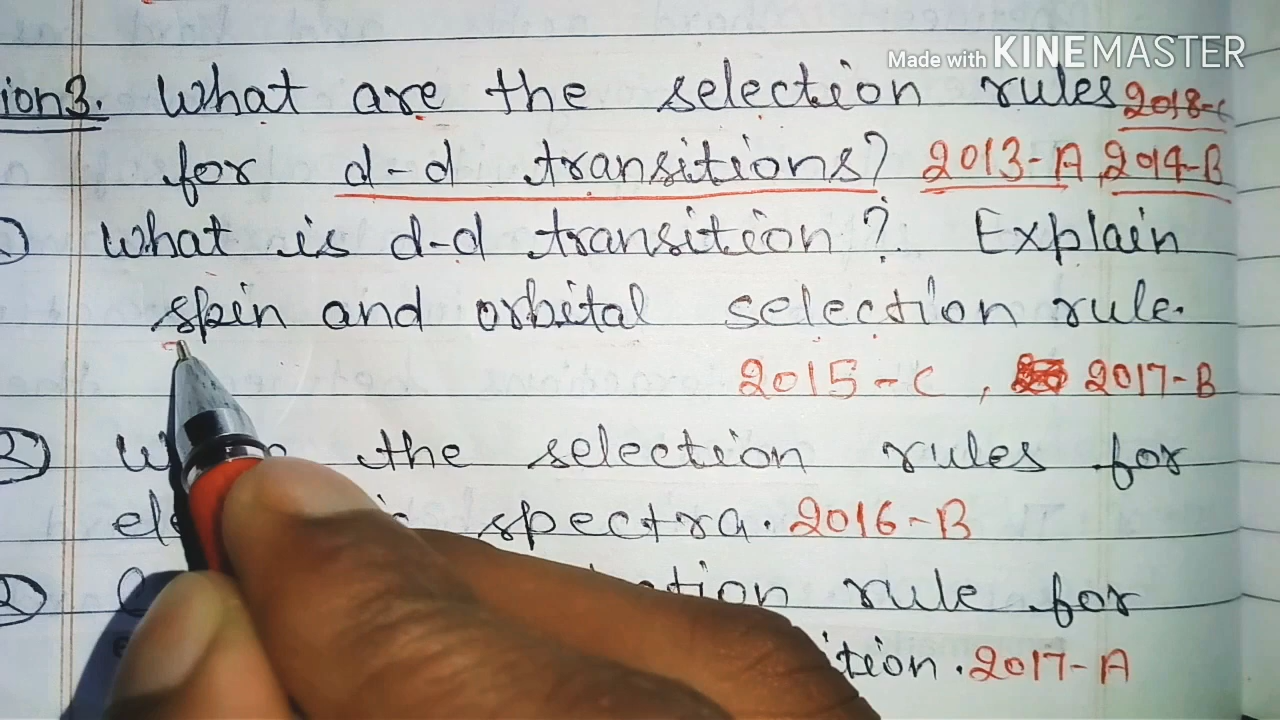 Made with KINEMASTER
ion3. What are the selection rules 2018-C
for d-d transitions? 2013-A, 2014-B
What is d-d transition? Explain
spin and orbital selection rule.
2015-C, 2017-B
2) the selection rules for
spectra. 2016-B
rule for
2017-A